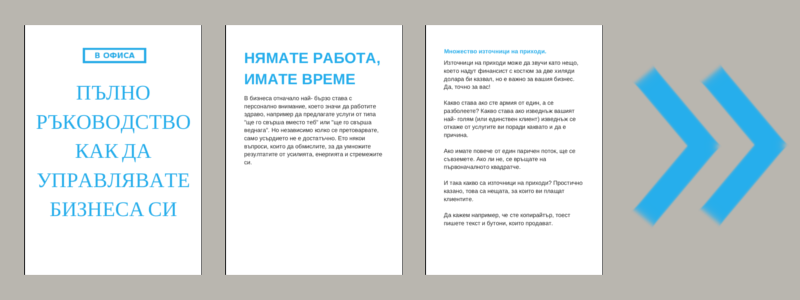 В ОФИСА
ПЪЛНО
РЪКОВОДСТВО
КАК ДА
УПРАВЛЯВАТЕ
БИЗНЕСА СИ
НЯМАТЕ РАБОТА,
ИМАТЕ ВРЕМЕ
В бизнеса отначало най- бързо става с
персонално внимание, което значи да работите
здраво, например да предлагате услуги от типа
"ще го свърша вместо теб" или "ще го свърша
веднага". Но независимо колко се претоварвате,
само усърдието не е достатъчно. Ето някои
въпроси, които да обмислите, за да умножите
резултатите от усилията, енергията и стремежите
си.
Множество източници на приходи.
Източници на приходи може да звучи като нещо,
което надут финансист с костюм за две хиляди
долара би казвал, но е важно за вашия бизнес.
Да, точно за вас!
Какво става ако сте армия от един, а се
разболеете? Какво става ако изведнъж вашият
най- голям (или единствен клиент) изведнъж се
откаже от услугите ви поради каквато и да е
причина.
Ако имате повече от един паричен поток, ще се
съвземете. Ако ли не, се връщате на
първоначалното квадратче.
И така какво са източници на приходи? Простично
казано, това са нещата, за които ви плащат
клиентите.
Да кажем например, че сте копирайтър, тоест
пишете текст и бутони, които продават.